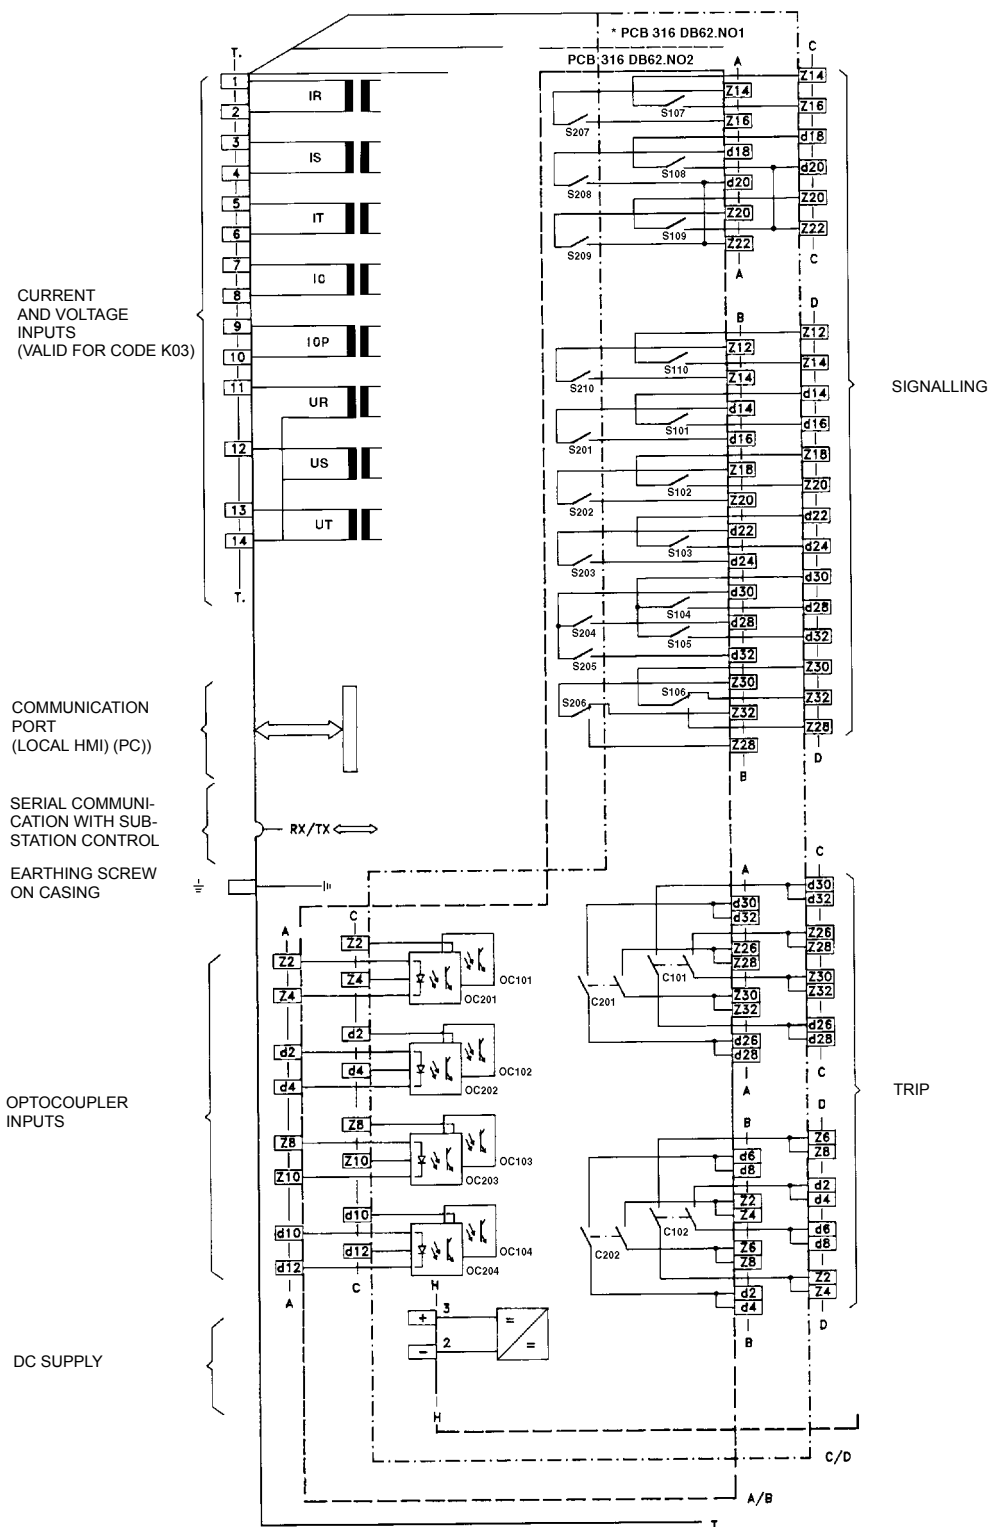 * PCB 316 DB62.NO1
PCB 316 DB62.NO2
T.
1
IR
2
3
IS
4
5
IT
6
7
IO
8
9
IOP
10
11
UR
12
US
13
UT
14
T.
CURRENT
AND VOLTAGE
INPUTS
(VALID FOR CODE K03)
COMMUNICATION
PORT
(LOCAL HMI) (PC))
SERIAL COMMUNI-
CATION WITH SUB-
STATION CONTROL
RX/TX
EARTHING SCREW
ON CASING
C
A
Z14
Z14
Z16
S107
Z16
S207
d18
d18
d20
S108
d20
S208
Z20
Z20
Z22
S109
Z22
S209
A
C
D
B
Z12
Z12
Z14
S110
Z14
S210
d14
d14
d16
S101
d16
S201
Z18
Z18
Z20
S102
Z20
S202
d22
d22
d24
S103
d24
S203
d30
d30
d28
S104
d28
S204
d32
S105
d32
S205
Z30
Z30
S106
Z32
S206
Z32
Z28
Z28
B
D
SIGNALLING
C
A
d30
d32
d30
d32
Z26
Z28
Z26
Z28
C101
Z30
Z32
C201
Z30
Z32
d26
d28
d26
d28
A
C
TRIP
D
B
Z6
Z8
d6
d8
d2
d4
Z2
Z4
C102
d6
d8
C202
Z6
Z8
Z2
Z4
d2
d4
B
D
OPTOCOUPLER
INPUTS
A
C
Z2
Z2
Z4
OC101
Z4
OC201
d2
d2
d4
OC102
d4
OC202
Z8
Z8
Z10
OC103
Z10
OC203
d10
d10
d12
OC104
d12
OC204
A
C
DC SUPPLY
H
+
3
=
-
2
=
H
C/D
A/B
T